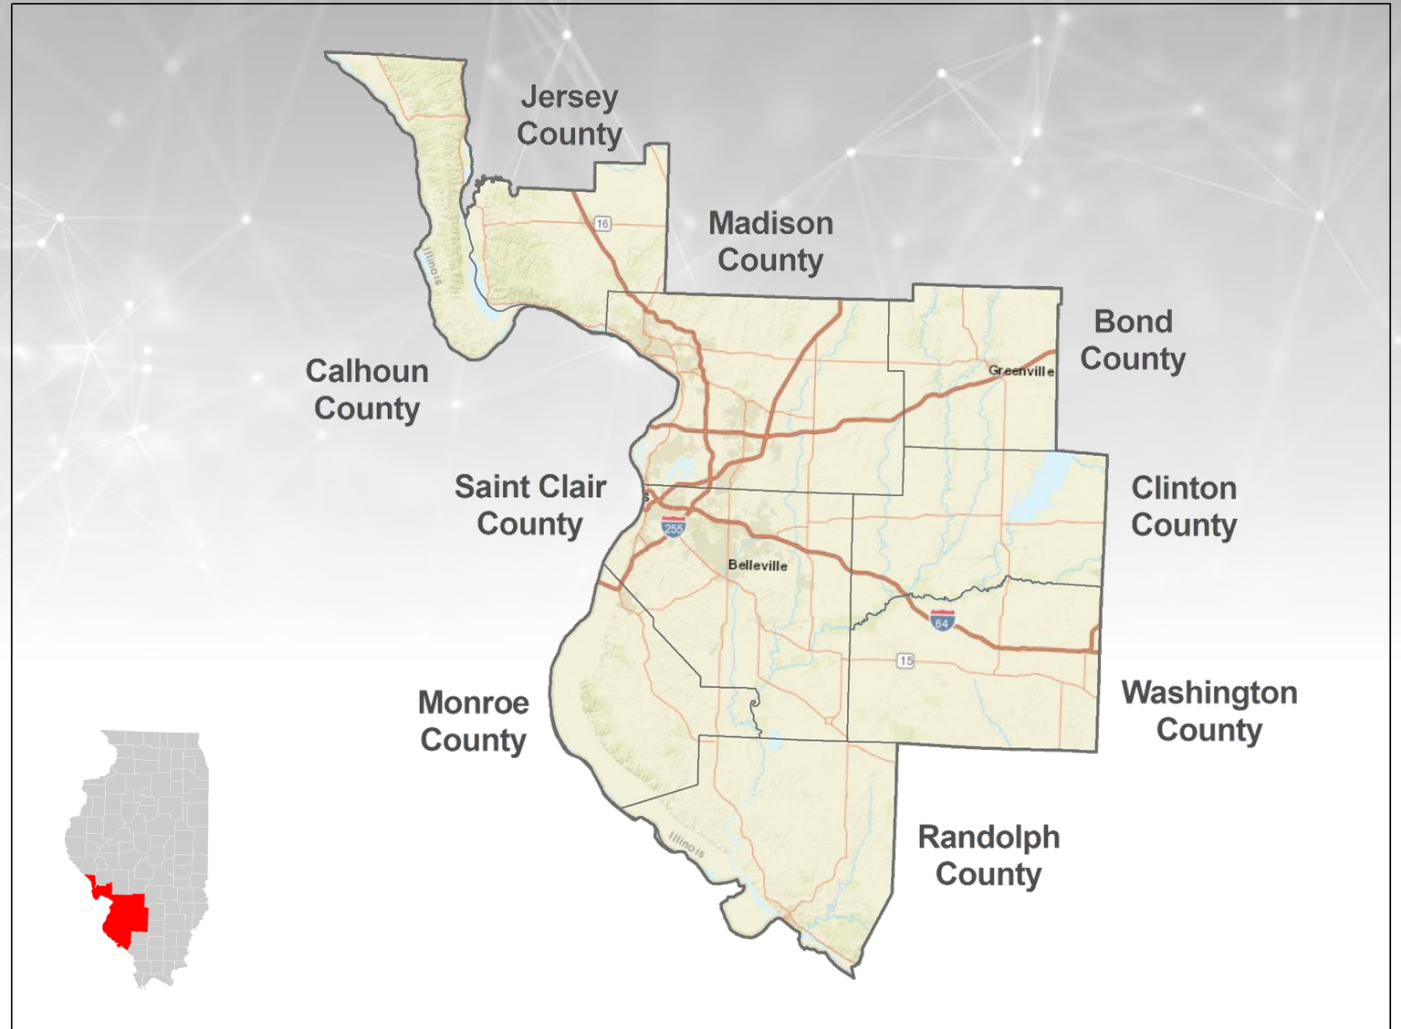 Jersey
County
16
Madison
County
Illinois
Bond
County
Greenville
Calhoun
County
Saint Clair
County
s
255
Clinton
County
Belleville
64
15
Monroe
County
Washington
County
Illinois
Randolph
County